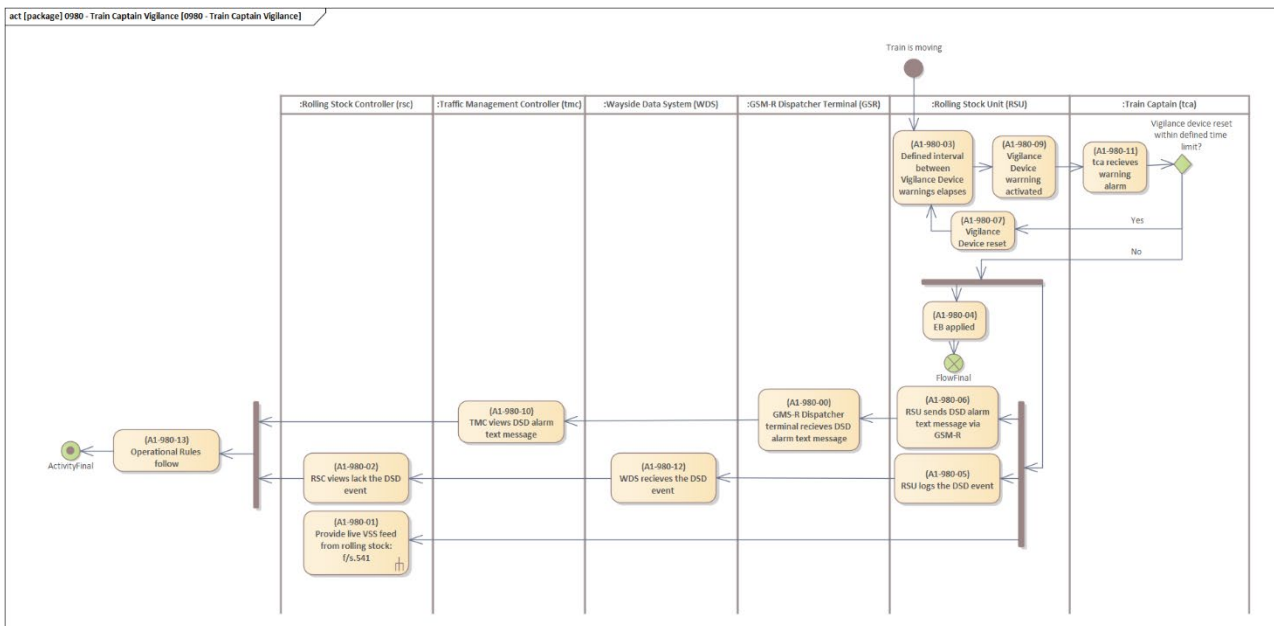 act [package] 0980 - Train Captain Vigilance [0980 - Train Captain Vigilance]
Train is moving
:Rolling Stock Controller (rsc)
:Traffic Management Controller (tmc)
:Wayside Data System (WDS)
:GSM-R Dispatcher Terminal (GSR)
:Rolling Stock Unit (RSU)
:Train Captain (tca)
Vigilance device reset
within defined time
limit?
(A1-980-03)
Defined interval
between
Vigilance Device
warnings elapses
(A1-980-09)
Vigilance
Device
warrning
activated
(A1-980-11)
tca recieves
warning
alarm
(A1-980-07)
Vigilance
Device reset
Yes
No
(A1-980-04)
EB applied
FlowFinal
(A1-980-06)
RSU sends DSD alarm
text message via
GSM-R
(A1-980-00)
GMS-R Dispatcher
terminal recieves DSD
alarm text message
(A1-980-10)
TMC views DSD alarm
text message
(A1-980-13)
Operational Rules
follow
ActivityFinal
(A1-980-02)
RSC views lack the DSD
event
(A1-980-12)
WDS recieves the DSD
event
(A1-980-05)
RSU logs the DSD event
(A1-980-01)
Provide live VSS feed
from rolling stock:
f/s.541